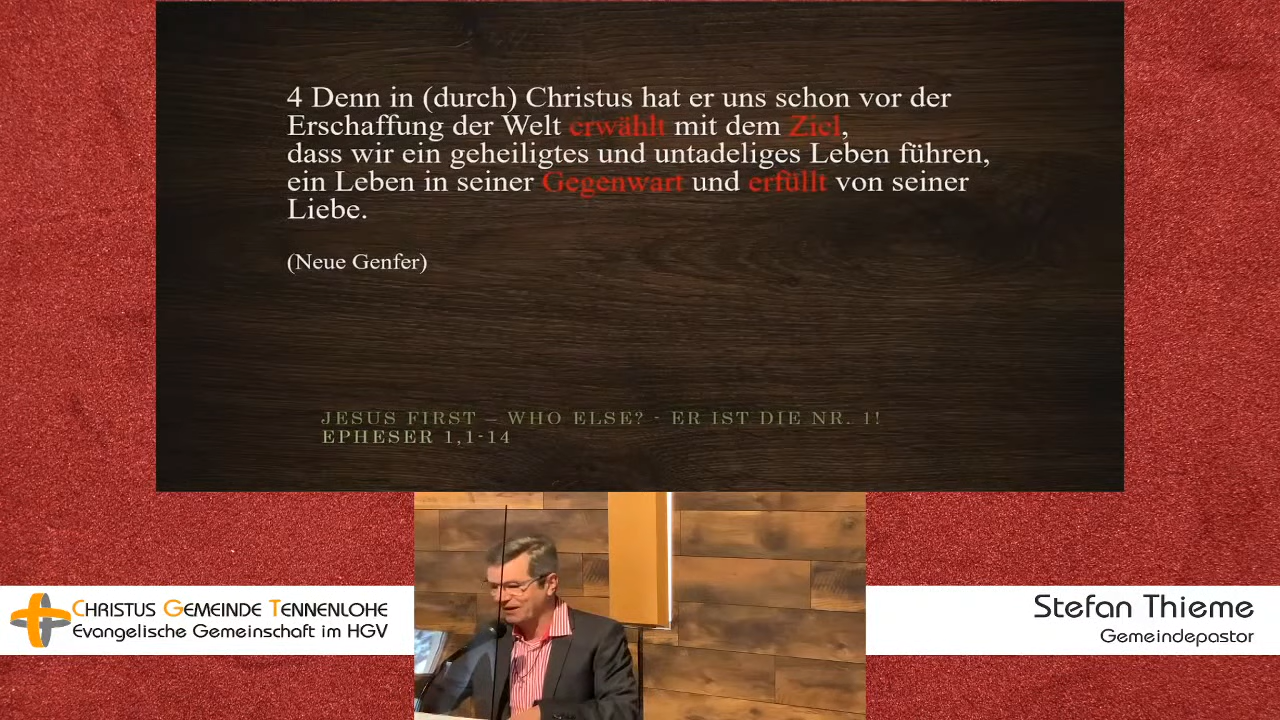 4 Denn in (durch) Christus hat er uns schon vor der
Erschaffung der Welt erwählt mit dem Ziel,
dass wir ein geheiligtes und untadeliges Leben führen,
ein Leben in seiner Gegenwart und erfüllt von seiner
Liebe.
(Neue Genfer)
JESUS FIRST – WHO ELSE? - ER IST DIE NR. 1!
EPHESER 1,1-14
CHRISTUS GEMEINDE TENNENLOHE
Evangelische Gemeinschaft im HGV
Stefan Thieme
Gemeindepastor